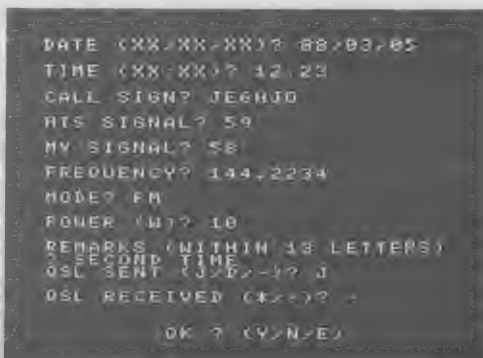 DATE (XX/XX/XX)? 88/03/05
TIME (XX:XX)? 12.23
CALL SIGN? JE6HJO
HIS SIGNAL? 59
MY SIGNAL? 58
FREQUENCY? 144.2234
MODE? FM
POWER (W)? 10
REMARKS (WITHIN 13 LETTERS)
? SECOND TIME
QSL SENT (J/D/-)? J
QSL RECEIVED (*/-)? -
OK ? (Y/N/E)